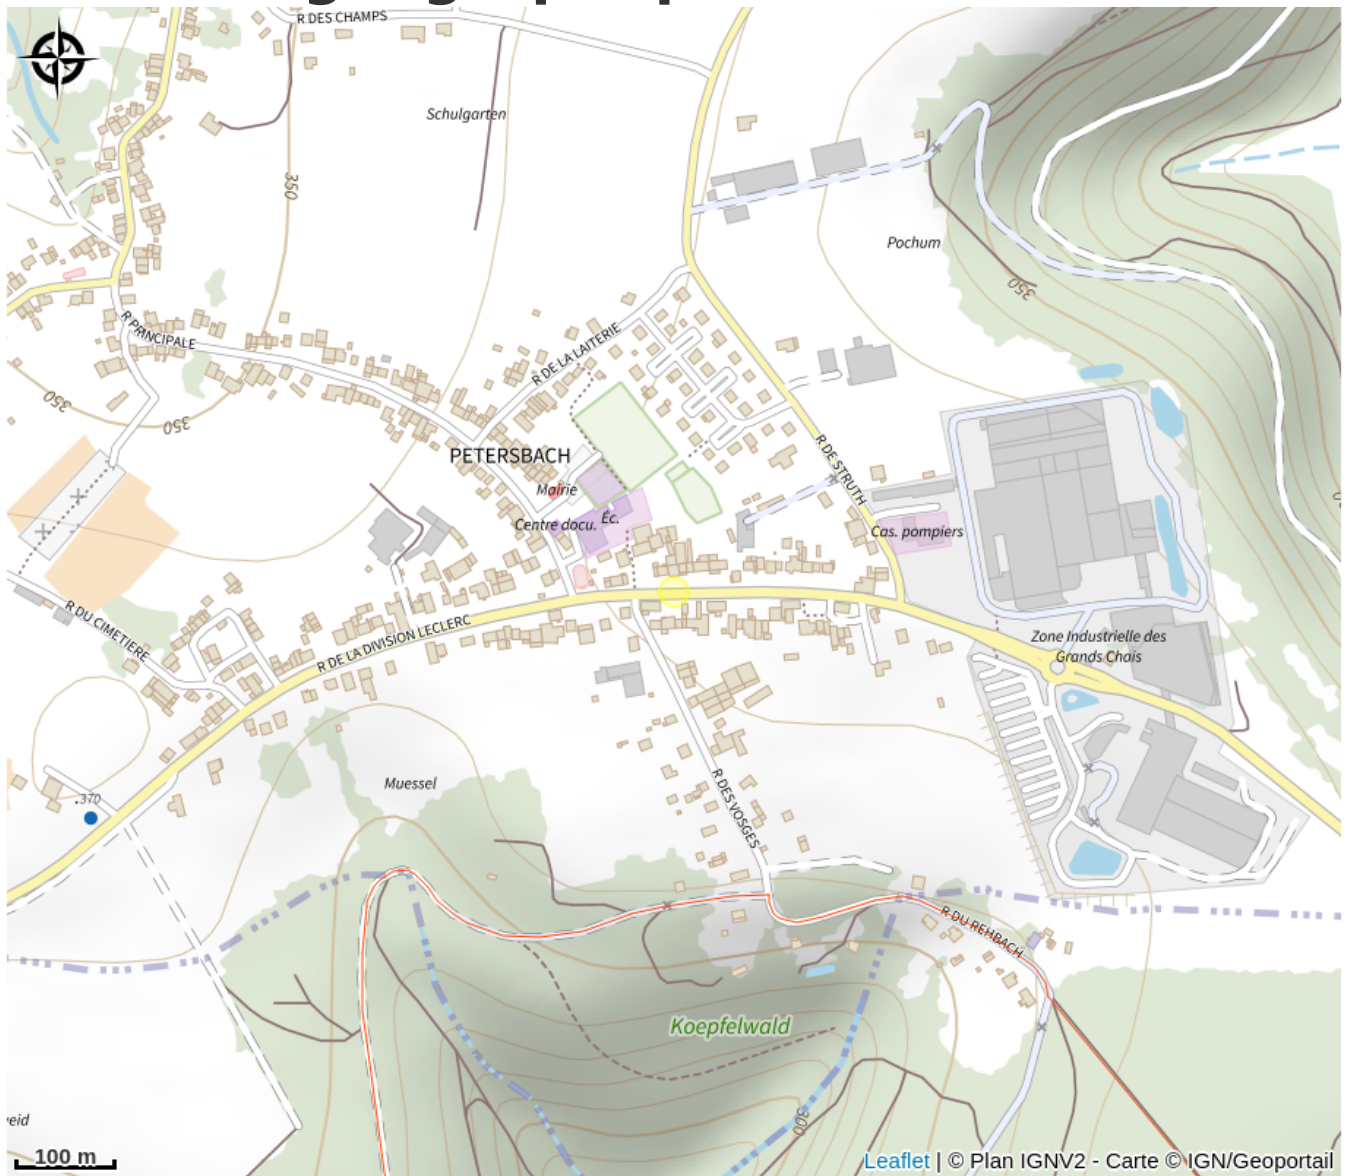 R DES CHAMPS
Schulgarten
350
Pochum
350
R PRINCIPALE
R DE LA LAITERIE
350
350
PETERSBACH
R DE STRUTH
Mairie
Centre docu.
Éc.
Cas. pompiers
R DU CIMETIERE
R DE LA DIVISION LECLERC
Zone Industrielle des
Grands Chais
Muessel
R DES VOSGES
.370
R DU REHBACH
Koepfelwald
300
eid
100 m
Leaflet | © Plan IGNV2 - Carte © IGN/Geoportail